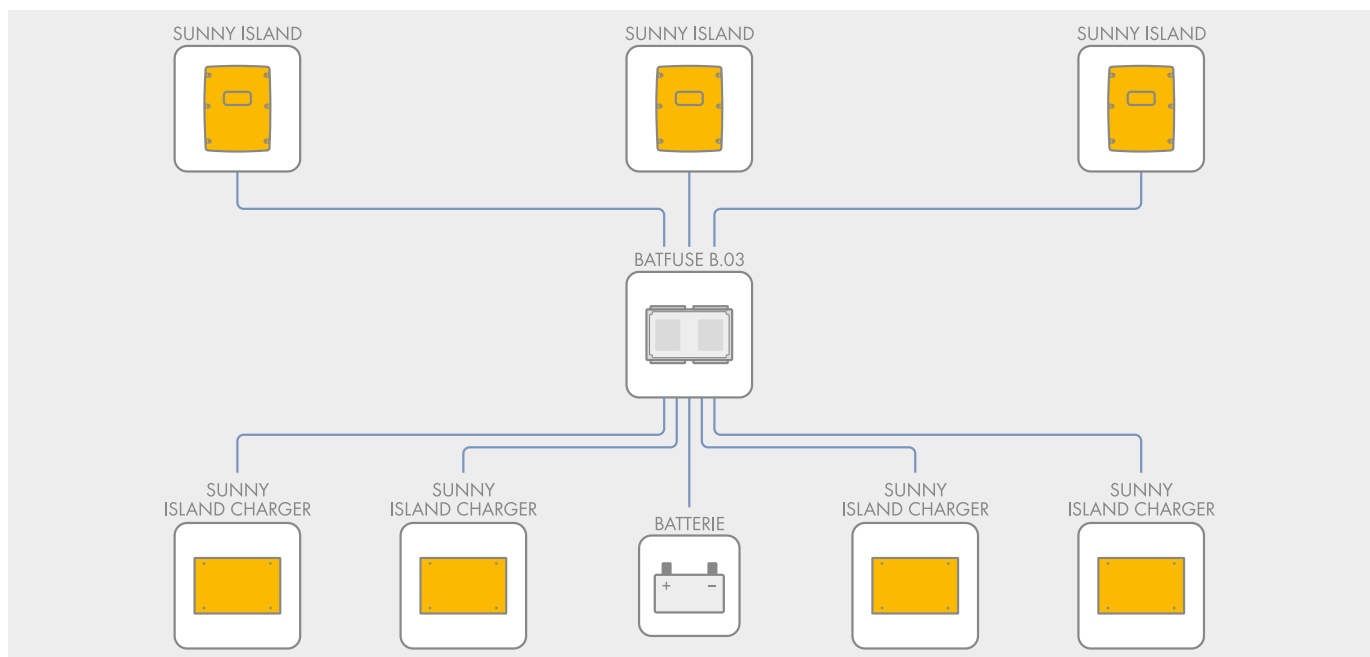 SUNNY ISLAND
SUNNY ISLAND
SUNNY ISLAND
BATFUSE B.03
SUNNY
ISLAND CHARGER
SUNNY
ISLAND CHARGER
BATTERIE
+ −
SUNNY
ISLAND CHARGER
SUNNY
ISLAND CHARGER